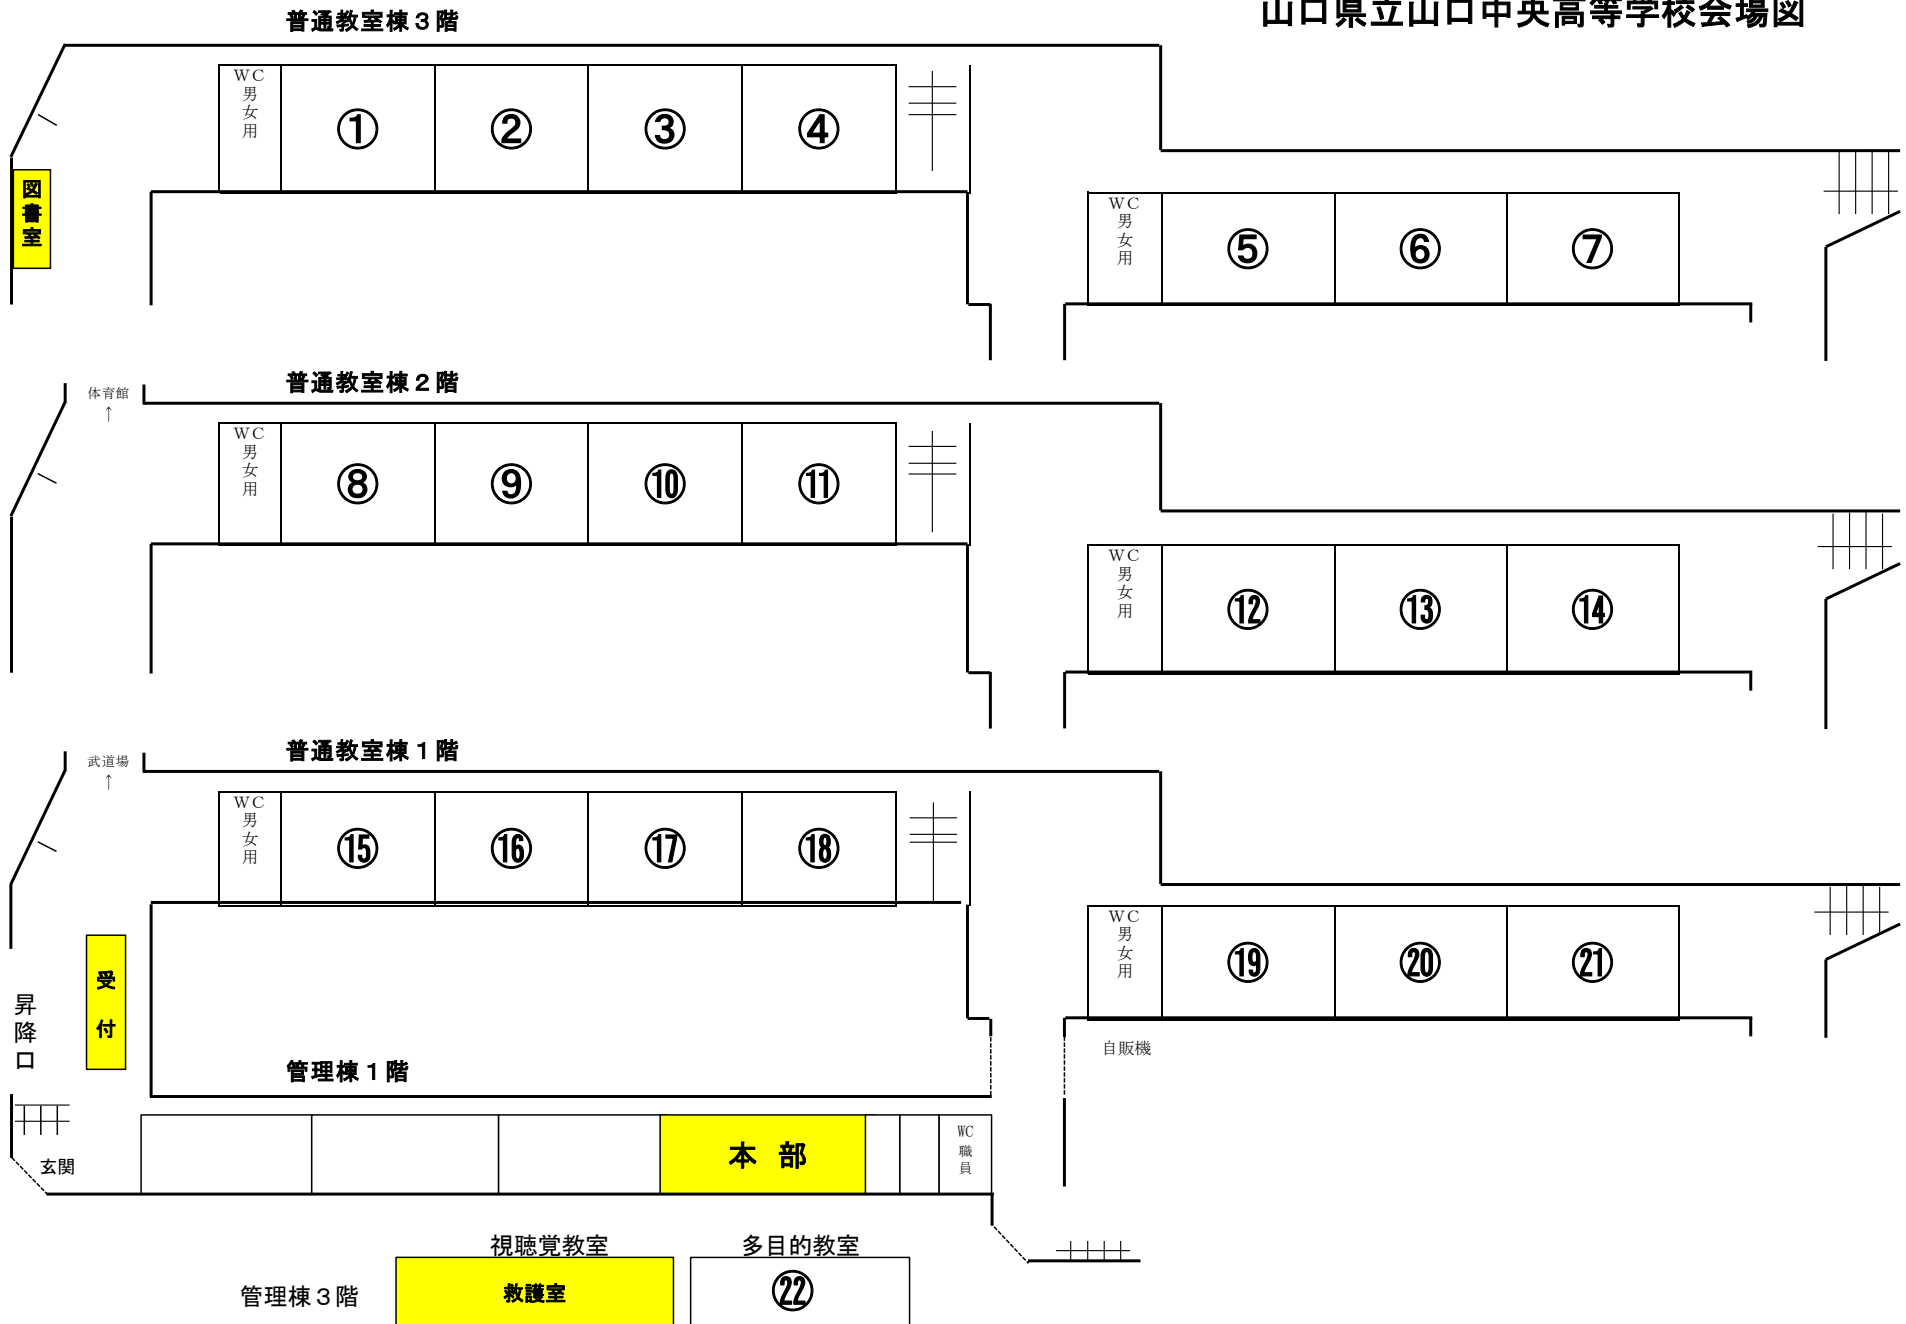 山口県立山口中央高等学校会場図
普通教室棟３階
WC
男
女
用
①
②
③
④
図
書
室
WC
男
女
用
⑤
⑥
⑦
普通教室棟２階
体育館
↑
WC
男
女
用
⑧
⑨
⑩
⑪
WC
男
女
用
⑫
⑬
⑭
普通教室棟１階
武道場
↑
WC
男
女
用
⑮
⑯
⑰
⑱
WC
男
女
用
⑲
⑳
㉑
受
付
昇
降
口
自販機
管理棟１階
本 部
WC
職
員
玄関
視聴覚教室
多目的教室
管理棟３階
救護室
㉒